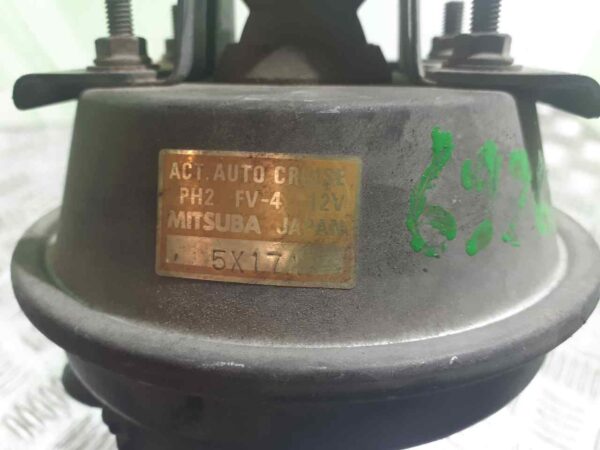 ACT. AUTO CRUISE
PH2 FV-4 12V
MITSUBA JAPAN
5X17